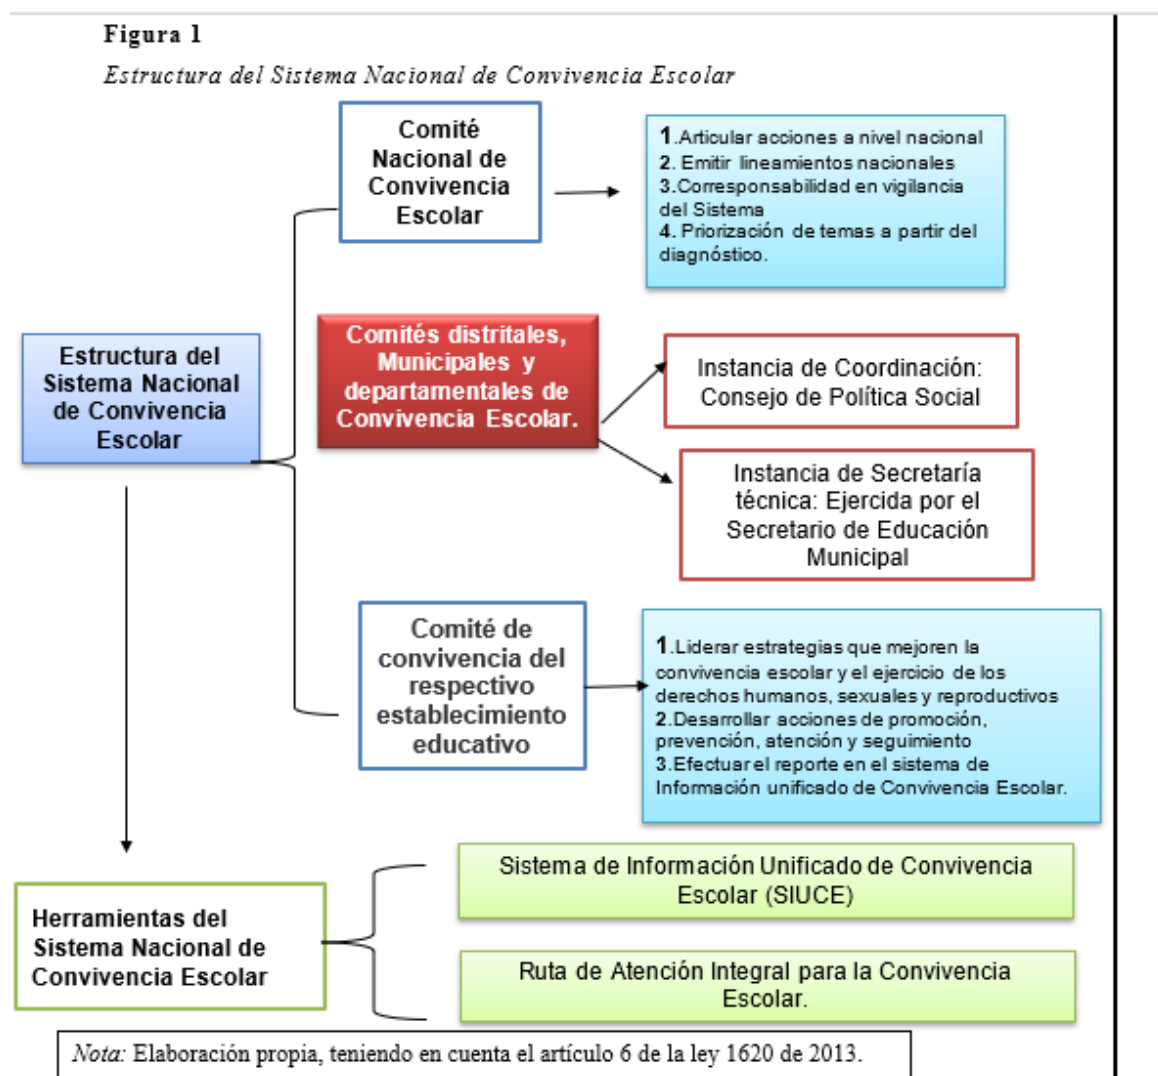 Figura 1
Estructura del Sistema Nacional de Convivencia Escolar
Comité
Nacional de
Convivencia
Escolar
1.Articular acciones a nivel nacional
2. Emitir lineamientos nacionales
3.Corresponsabilidad en vigilancia
del Sistema
4. Priorización de temas a partir del
diagnóstico.
Estructura del
Sistema Nacional
de Convivencia
Escolar
Comités distritales,
Municipales y
departamentales de
Convivencia Escolar.
Instancia de Coordinación:
Consejo de Política Social
Instancia de Secretaría
técnica: Ejercida por el
Secretario de Educación
Municipal
Comité de
convivencia del
respectivo
establecimiento
educativo
1.Liderar estrategias que mejoren la
convivencia escolar y el ejercicio de los
derechos humanos, sexuales y reproductivos
2.Desarrollar acciones de promoción,
prevención, atención y seguimiento
3.Efectuar el reporte en el sistema de
Información unificado de Convivencia Escolar.
Herramientas del
Sistema Nacional de
Convivencia Escolar
Sistema de Información Unificado de Convivencia
Escolar (SIUCE)
Ruta de Atención Integral para la Convivencia
Escolar.
Nota: Elaboración propia, teniendo en cuenta el artículo 6 de la ley 1620 de 2013.